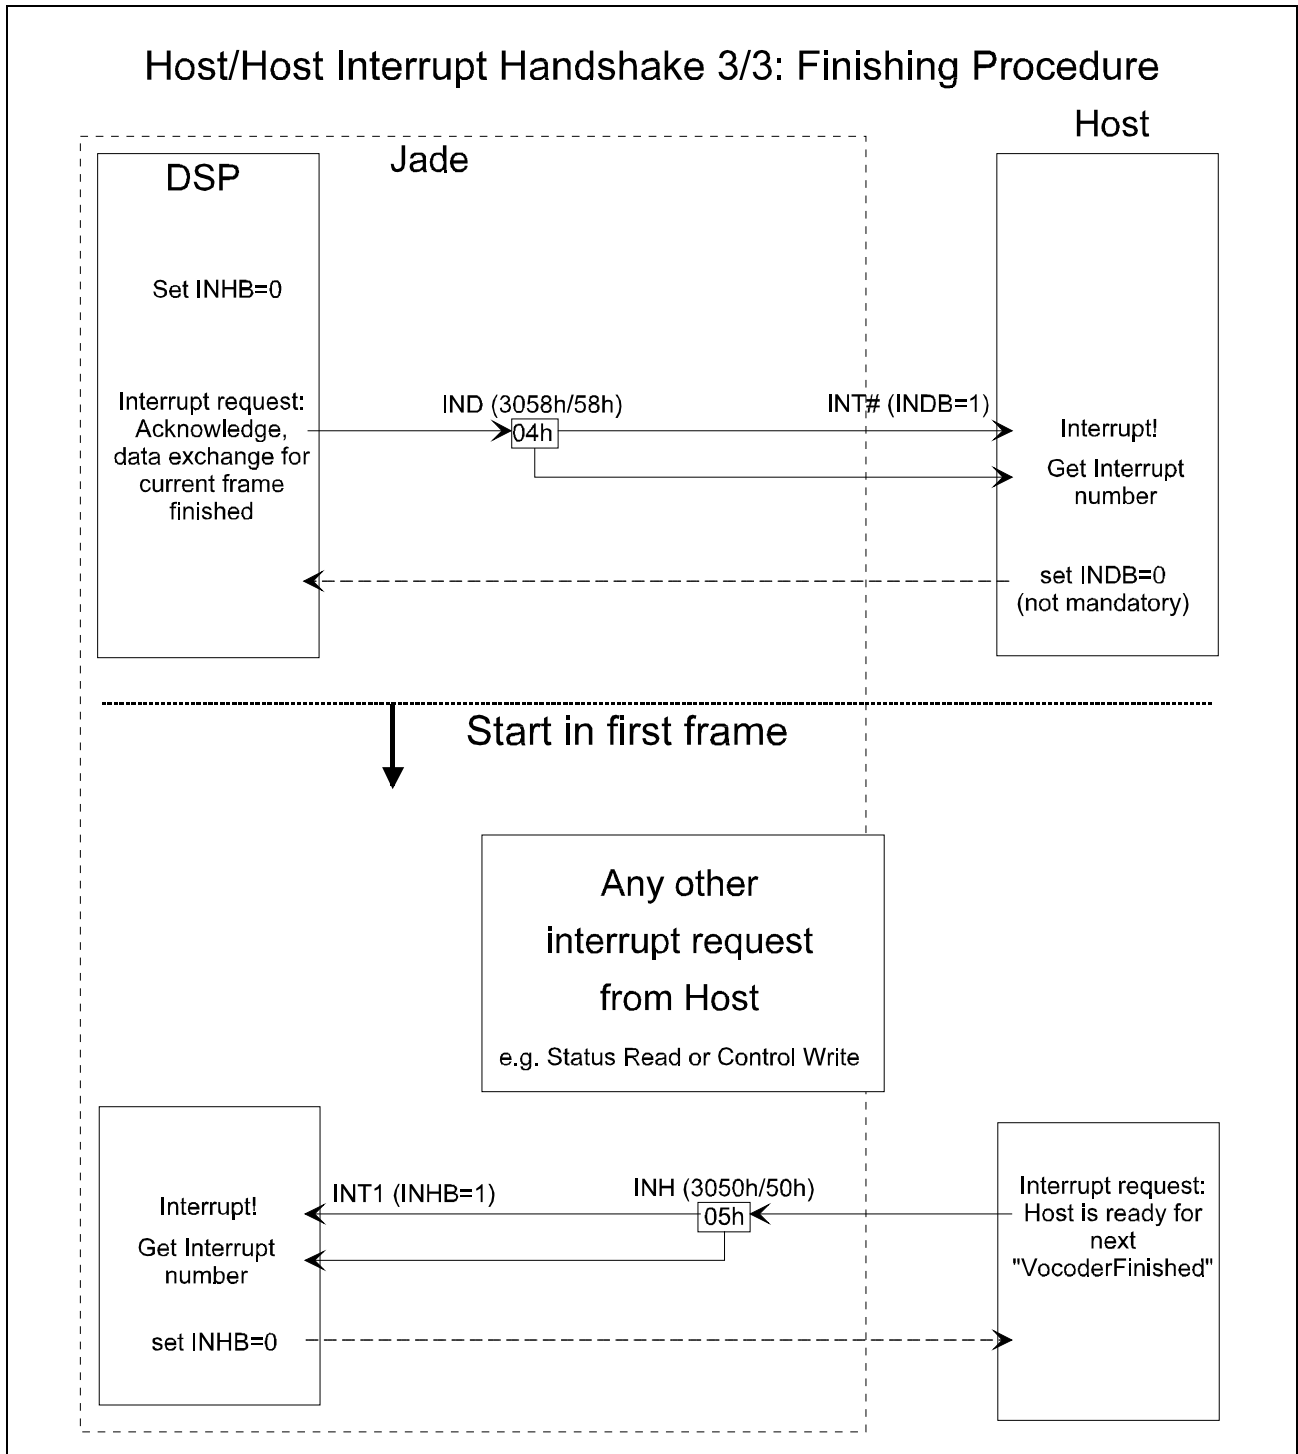 Host/Host Interrupt Handshake 3/3: Finishing Procedure
Host
Jade
DSP
Set INHB=0
Interrupt request:
Acknowledge,
data exchange for
current frame
finished
IND (3058h/58h)
04h
INT# (INDB=1)
Interrupt!
Get Interrupt
number
set INDB=0
(not mandatory)
Start in first frame
Any other
interrupt request
from Host
e.g. Status Read or Control Write
Interrupt!
Get Interrupt
number
set INHB=0
INT1 (INHB=1)
INH (3050h/50h)
05h
Interrupt request:
Host is ready for
next
"VocoderFinished"